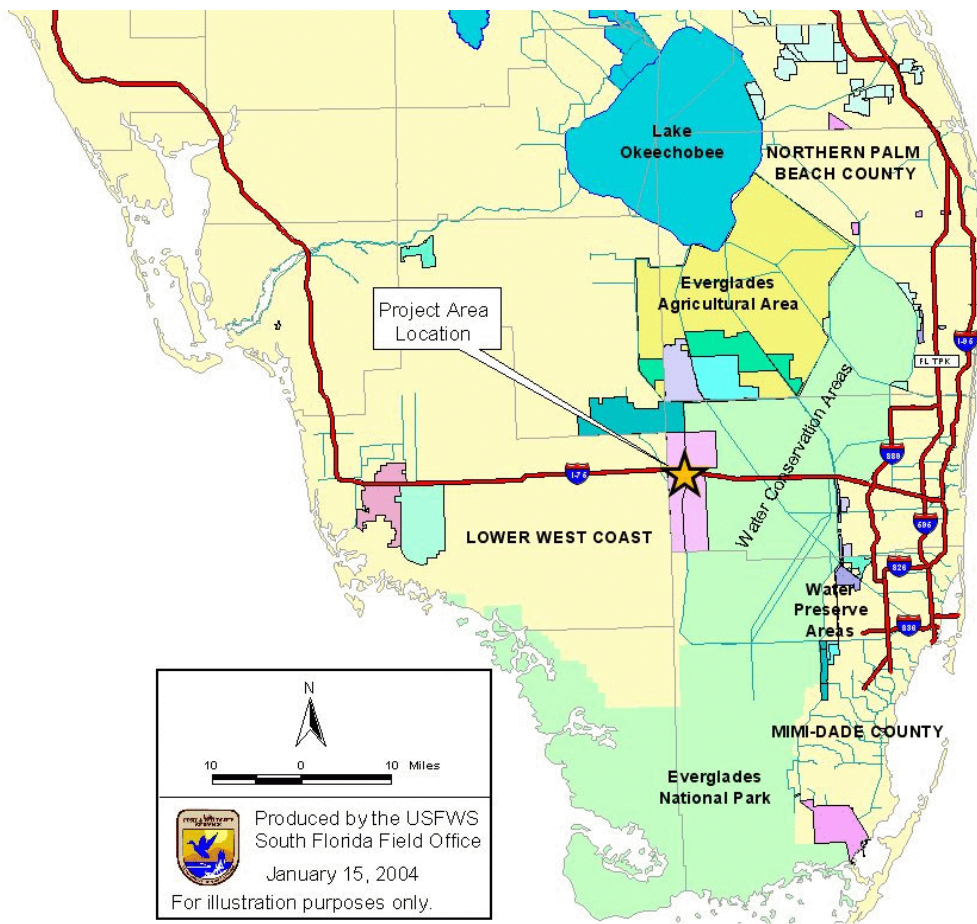 Lake
Okeechobee
NORTHERN PALM
BEACH COUNTY
Everglades
Agricultural Area
Project Area
Location
I-95
FL TPK
Water Conservation Areas
869
I-75
LOWER WEST COAST
595
826
Water
Preserve
Areas
836
MIMI-DADE COUNTY
Everglades
National Park
N
10 0 10 Miles
Produced by the USFWS
South Florida Field Office
January 15, 2004
For illustration purposes only.